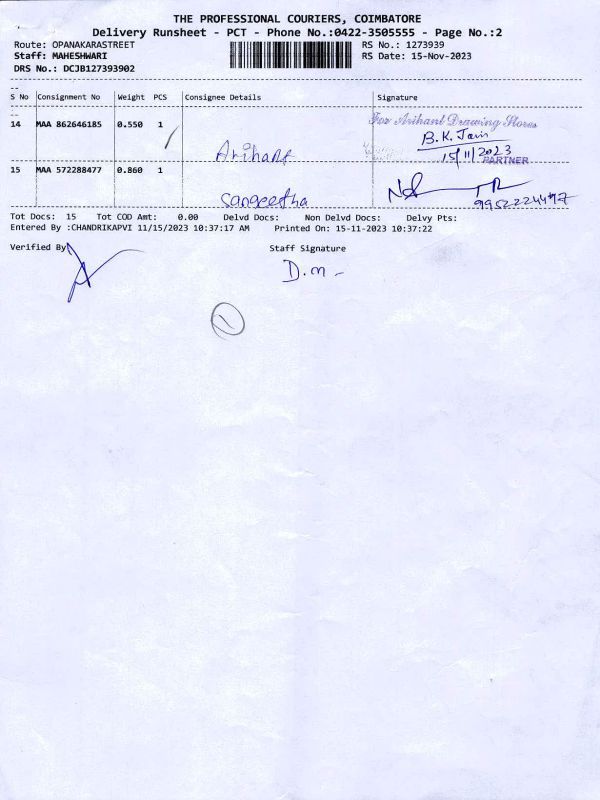 THE PROFESSIONAL COURIERS, COIMBATORE
Delivery Runsheet - PCT - Phone No.:0422-3505555 - Page No.:2
Route: OPANAKARASTREET RS No.: 1273939
Staff: MAHESHWARI RS Date: 15-Nov-2023
DRS No.: DCJB127393902
S No Consignment No Weight PCS Consignee Details Signature
For Arihant Drawing Stores
14 MAA 862646185 0.550 1
B.K. Jain
Arihant 15/11/2023 PARTNER
15 MAA 572288477 0.860 1
Sangeetha
Tot Docs: 15 Tot COD Amt: 0.00 Delvd Docs: Non Delvd Docs: Delvy Pts:
Entered By :CHANDRIKAPVI 11/15/2023 10:37:17 AM Printed On: 15-11-2023 10:37:22
Verified By Staff Signature
D.m -
1